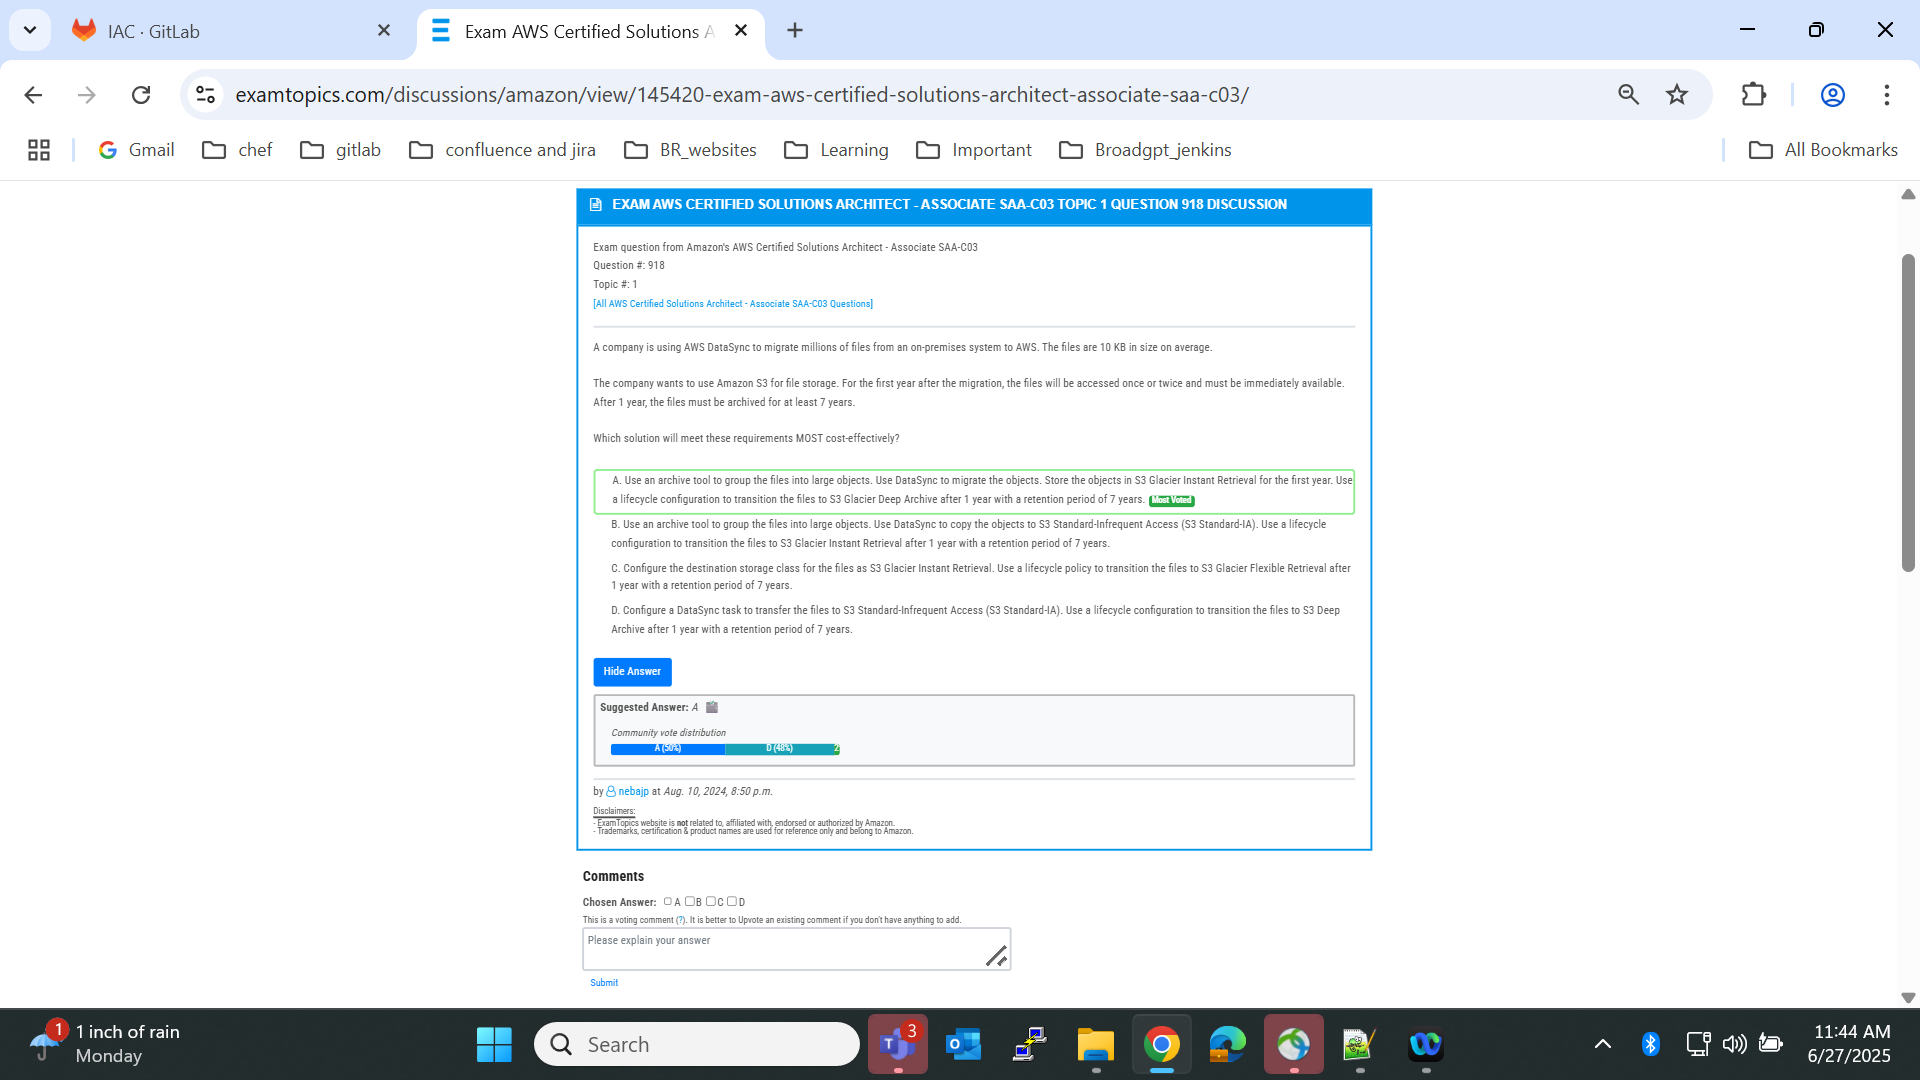 IAC · GitLab
Exam AWS Certified Solutions A
examtopics.com/discussions/amazon/view/145420-exam-aws-certified-solutions-architect-associate-saa-c03/
Gmail chef gitlab confluence and jira BR_websites Learning Important Broadgpt_jenkins All Bookmarks
EXAM AWS CERTIFIED SOLUTIONS ARCHITECT - ASSOCIATE SAA-C03 TOPIC 1 QUESTION 918 DISCUSSION
Exam question from Amazon's AWS Certified Solutions Architect - Associate SAA-C03
Question #: 918
Topic #: 1
[All AWS Certified Solutions Architect - Associate SAA-C03 Questions]
A company is using AWS DataSync to migrate millions of files from an on-premises system to AWS. The files are 10 KB in size on average.
The company wants to use Amazon S3 for file storage. For the first year after the migration, the files will be accessed once or twice and must be immediately available.
After 1 year, the files must be archived for at least 7 years.
Which solution will meet these requirements MOST cost-effectively?
A. Use an archive tool to group the files into large objects. Use DataSync to migrate the objects. Store the objects in S3 Glacier Instant Retrieval for the first year. Use
a lifecycle configuration to transition the files to S3 Glacier Deep Archive after 1 year with a retention period of 7 years. Most Voted
B. Use an archive tool to group the files into large objects. Use DataSync to copy the objects to S3 Standard-Infrequent Access (S3 Standard-IA). Use a lifecycle
configuration to transition the files to S3 Glacier Instant Retrieval after 1 year with a retention period of 7 years.
C. Configure the destination storage class for the files as S3 Glacier Instant Retrieval. Use a lifecycle policy to transition the files to S3 Glacier Flexible Retrieval after
1 year with a retention period of 7 years.
D. Configure a DataSync task to transfer the files to S3 Standard-Infrequent Access (S3 Standard-IA). Use a lifecycle configuration to transition the files to S3 Deep
Archive after 1 year with a retention period of 7 years.
Hide Answer
Suggested Answer: A
Community vote distribution
A (50%) D (48%) 2
by nebajp at Aug. 10, 2024, 8:50 p.m.
Disclaimers:
- ExamTopics website is not related to, affiliated with, endorsed or authorized by Amazon.
- Trademarks, certification & product names are used for reference only and belong to Amazon.
Comments
Chosen Answer: A B C D
This is a voting comment (?). It is better to Upvote an existing comment if you don't have anything to add.
Please explain your answer
Submit
1
1 inch of rain
Monday
Search
3
11:44 AM
6/27/2025